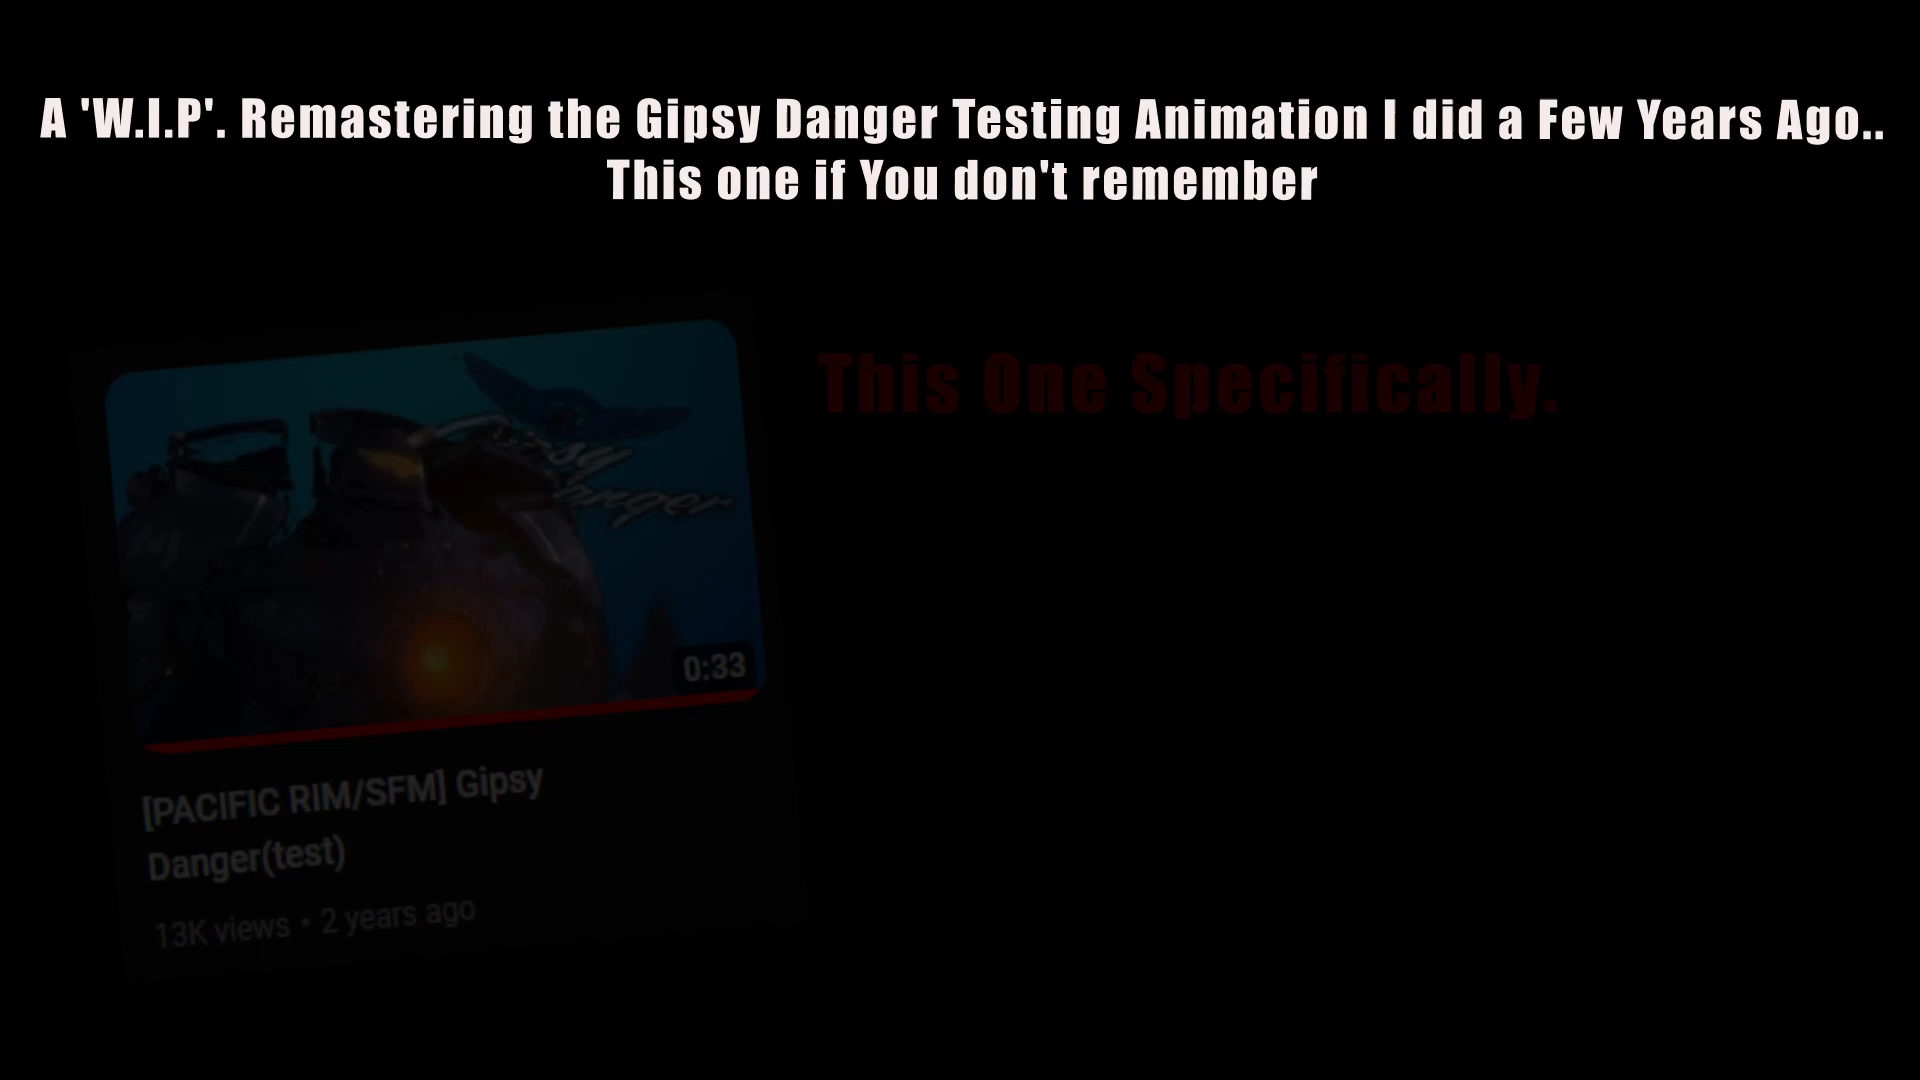 A 'W.I.P'. Remastering the Gipsy Danger Testing Animation I did a Few Years Ago..
This one if You don't remember
This One Specifically.
0:33
[PACIFIC RIM/SFM] Gipsy
Danger(test)
13K views • 2 years ago